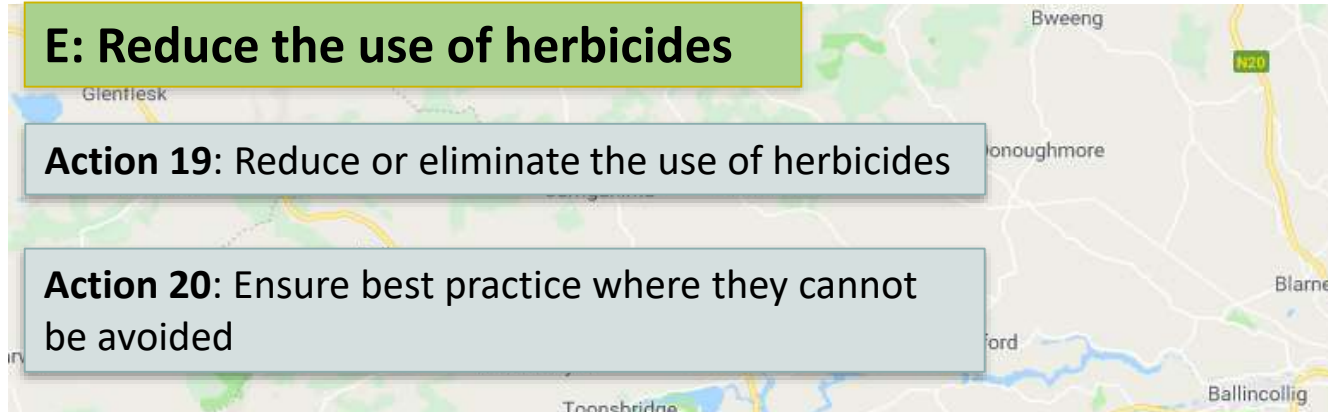 Bweeng
E: Reduce the use of herbicides
N20
Glenflesk
Action 19: Reduce or eliminate the use of herbicides
onoughmore
Action 20: Ensure best practice where they cannot
be avoided
Blarne
ford
Toonsbridge
Ballincollig